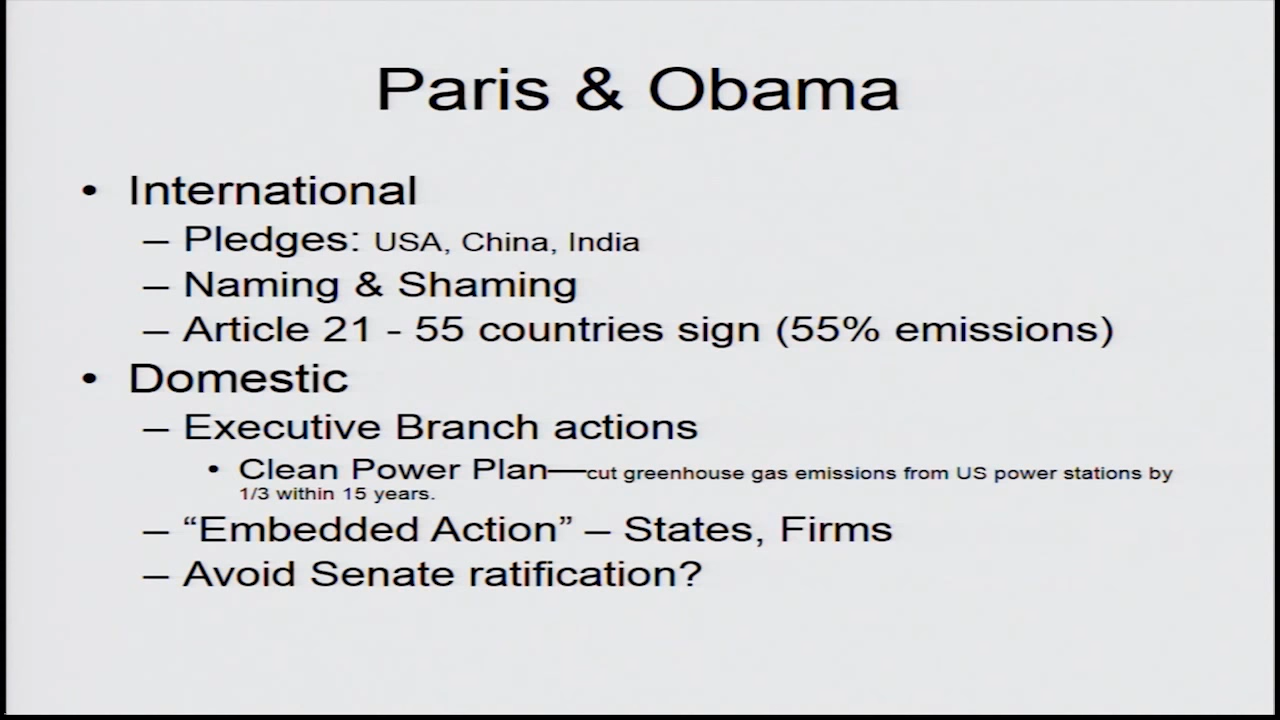 Paris & Obama
• International
– Pledges: USA, China, India
– Naming & Shaming
– Article 21 - 55 countries sign (55% emissions)
• Domestic
– Executive Branch actions
• Clean Power Plan—cut greenhouse gas emissions from US power stations by
1/3 within 15 years.
– “Embedded Action” – States, Firms
– Avoid Senate ratification?